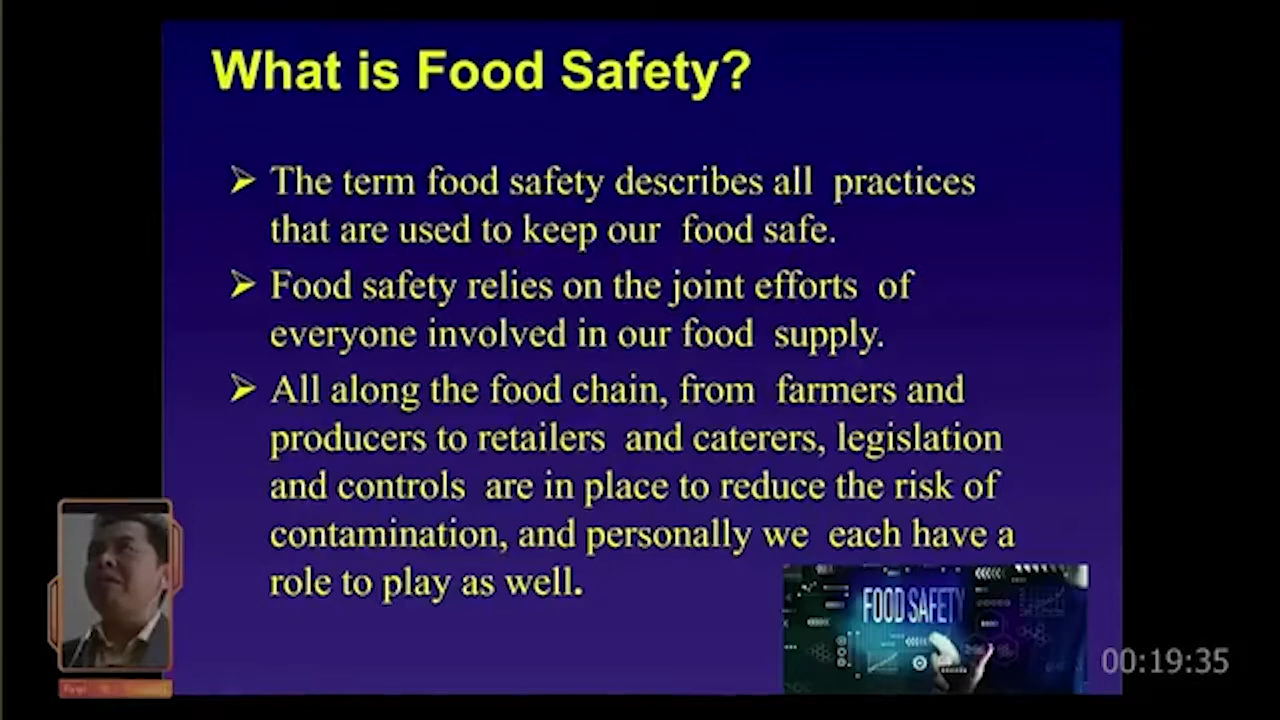 What is Food Safety?
The term food safety describes all practices
that are used to keep our food safe.
Food safety relies on the joint efforts of
everyone involved in our food supply.
All along the food chain, from farmers and
producers to retailers and caterers, legislation
and controls are in place to reduce the risk of
contamination, and personally we each have a
role to play as well.
FOOD SAFETY
00:19:35